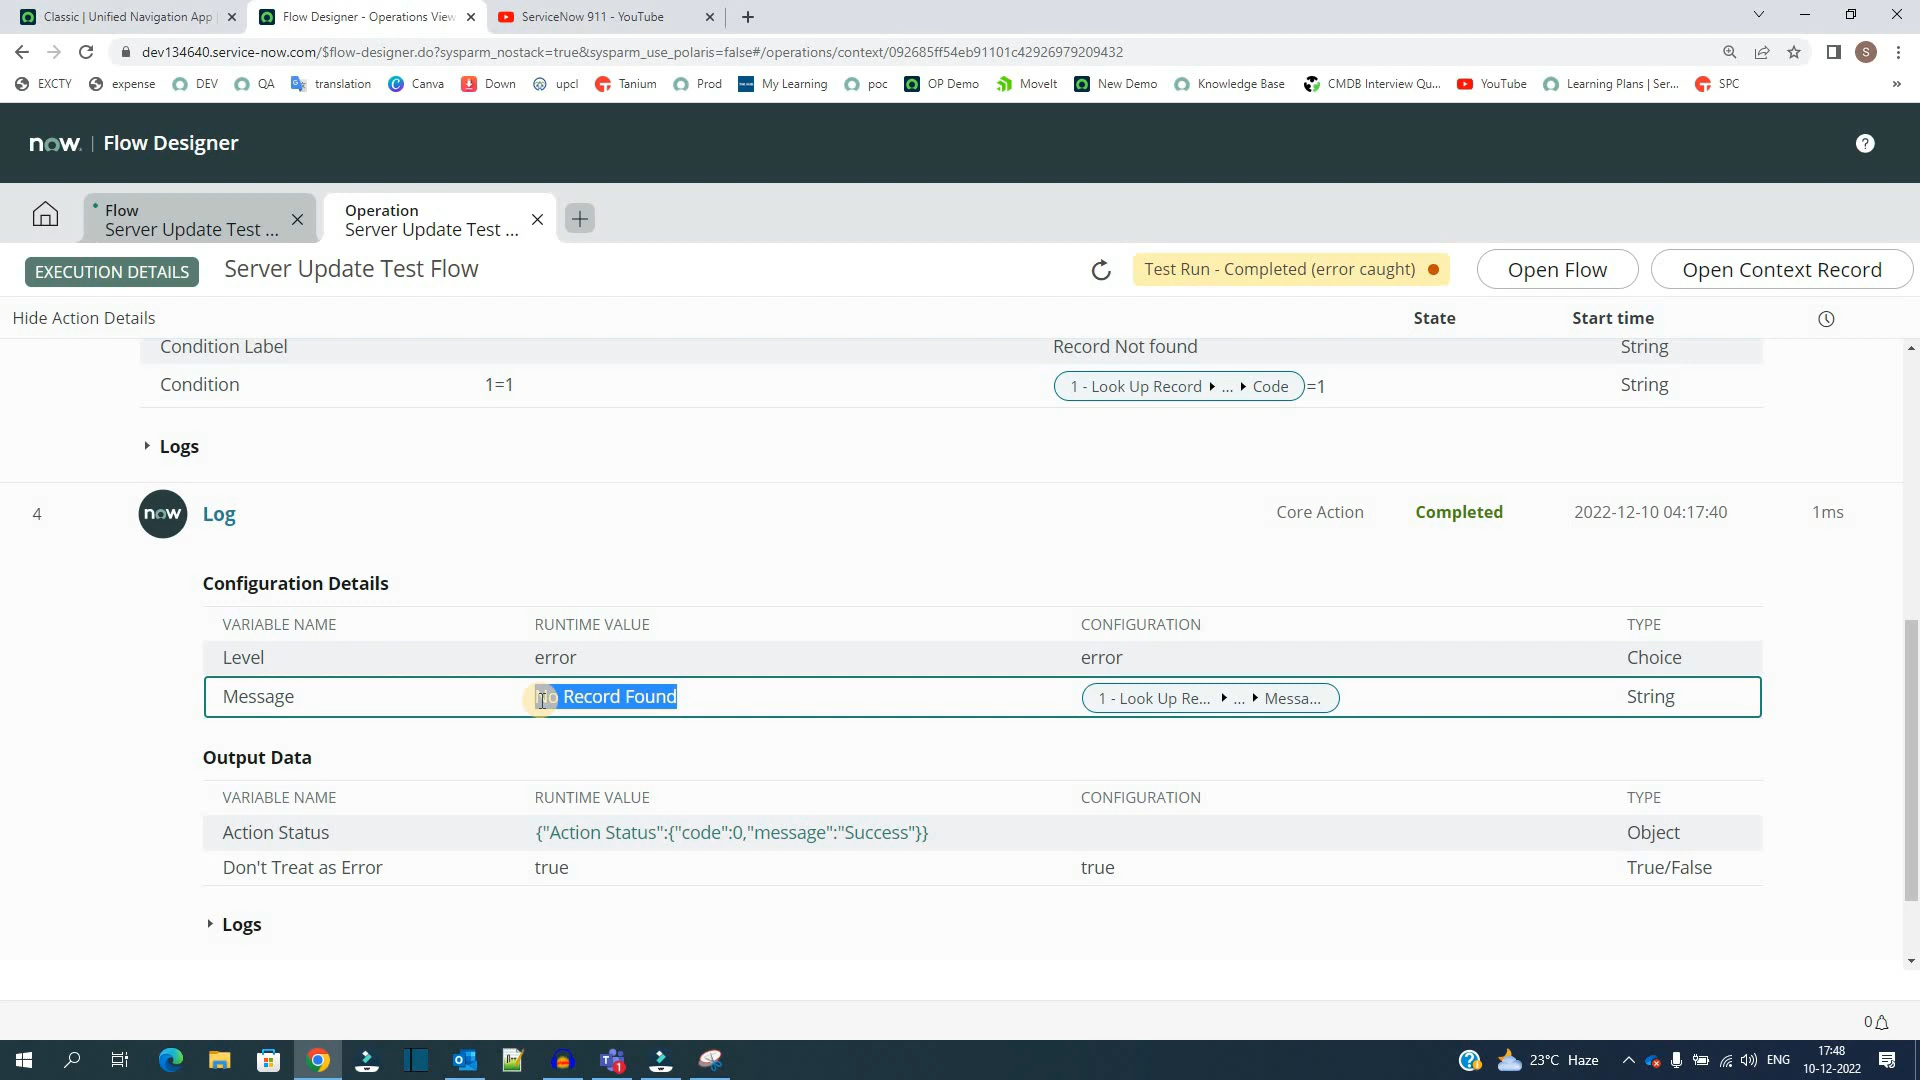 Classic | Unified Navigation App
Flow Designer - Operations View
ServiceNow 911 - YouTube
dev134640.service-now.com/$flow-designer.do?sysparm_nostack=true&sysparm_use_polaris=false#/operations/context/092685ff54eb91101c42926979209432
S
EXCTY
expense
DEV
QA
translation
Canva
Down
upcl
Tanium
Prod
My Learning
poc
OP Demo
MoveIt
New Demo
Knowledge Base
CMDB Interview Qu...
YouTube
Learning Plans | Ser...
SPC
»
now. | Flow Designer
?
Flow
Server Update Test ...
Operation
Server Update Test ...
EXECUTION DETAILS
Server Update Test Flow
Test Run - Completed (error caught)
Open Flow
Open Context Record
Hide Action Details
State
Start time
Condition Label
Record Not found
String
Condition
1=1
1 - Look Up Record ▸ ... ▸ Code =1
String
Logs
4
now
Log
Core Action
Completed
2022-12-10 04:17:40
1ms
Configuration Details
VARIABLE NAME
RUNTIME VALUE
CONFIGURATION
TYPE
Level
error
error
Choice
Message
No Record Found
1 - Look Up Re... ▸ ... ▸ Messa...
String
Output Data
VARIABLE NAME
RUNTIME VALUE
CONFIGURATION
TYPE
Action Status
{"Action Status":{"code":0,"message":"Success"}}
Object
Don't Treat as Error
true
true
True/False
Logs
0
1
23°C Haze
ENG
17:48
10-12-2022